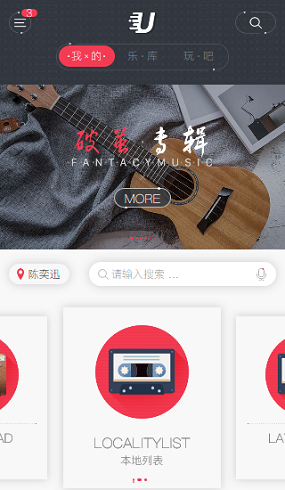 3
U
·我×的· 乐·库 玩·吧
破茧·专辑
·FANTACYMUSIC·
MORE
陈奕迅 请输入搜索 ...
AD
LOCALITYLIST
LA
本地列表